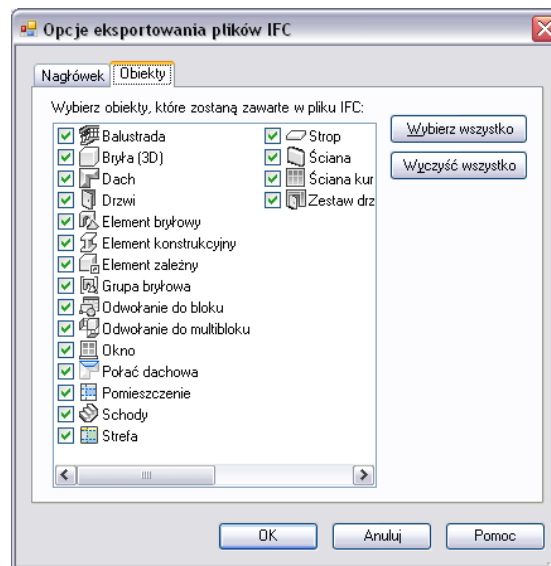 Opcje eksportowania plików IFC
Nagłówek Obiekty
Wybierz obiekty, które zostaną zawarte w pliku IFC:
Balustrada
Bryła (3D)
Dach
Drzwi
Element bryłowy
Element konstrukcyjny
Element zależny
Grupa bryłowa
Odwołanie do bloku
Odwołanie do multibloku
Okno
Połać dachowa
Pomieszczenie
Schody
Strefa
Strop
Ściana
Ściana kur
Zestaw drz
Wybierz wszystko
Wyczyść wszystko
OK Anuluj Pomoc